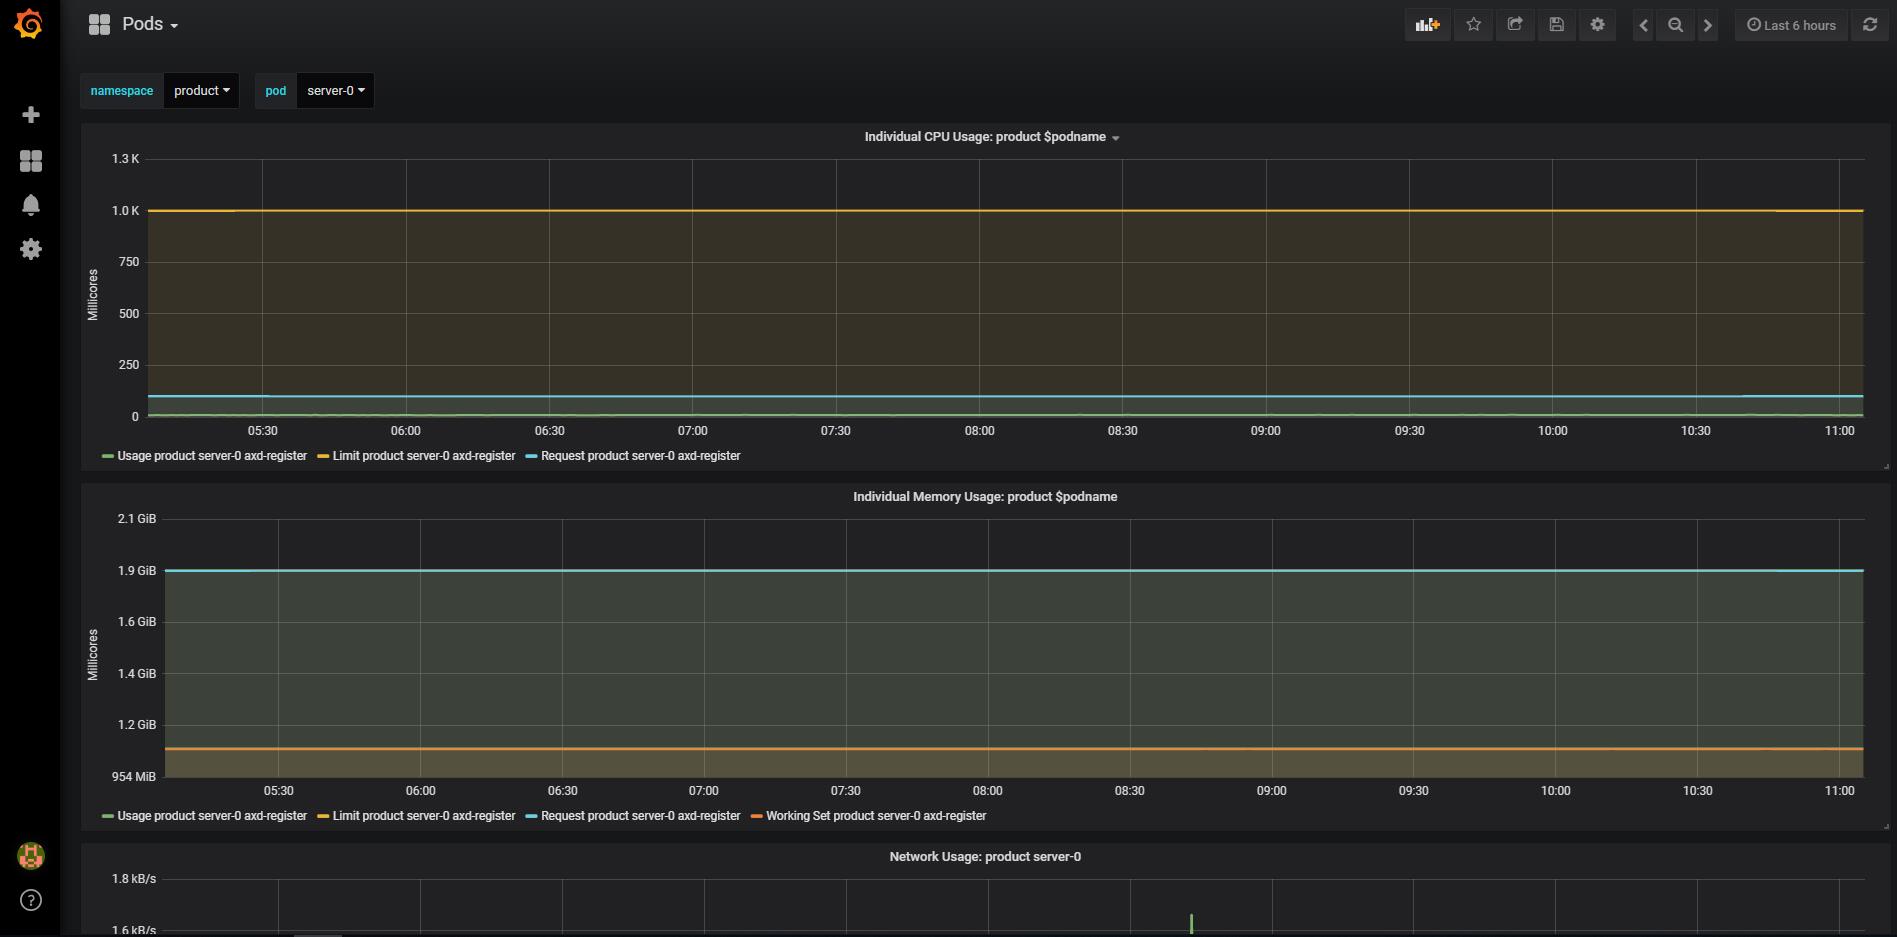 Pods
Last 6 hours
namespace product pod server-0
Individual CPU Usage: product $podname
1.3 K
1.0 K
750
500
250
0
Millicores
05:30 06:00 06:30 07:00 07:30 08:00 08:30 09:00 09:30 10:00 10:30 11:00
Usage product server-0 axd-register Limit product server-0 axd-register Request product server-0 axd-register
Individual Memory Usage: product $podname
2.1 GiB
1.9 GiB
1.6 GiB
1.4 GiB
1.2 GiB
954 MiB
Millicores
05:30 06:00 06:30 07:00 07:30 08:00 08:30 09:00 09:30 10:00 10:30 11:00
Usage product server-0 axd-register Limit product server-0 axd-register Request product server-0 axd-register Working Set product server-0 axd-register
Network Usage: product server-0
1.8 kB/s
1.6 kB/s
?